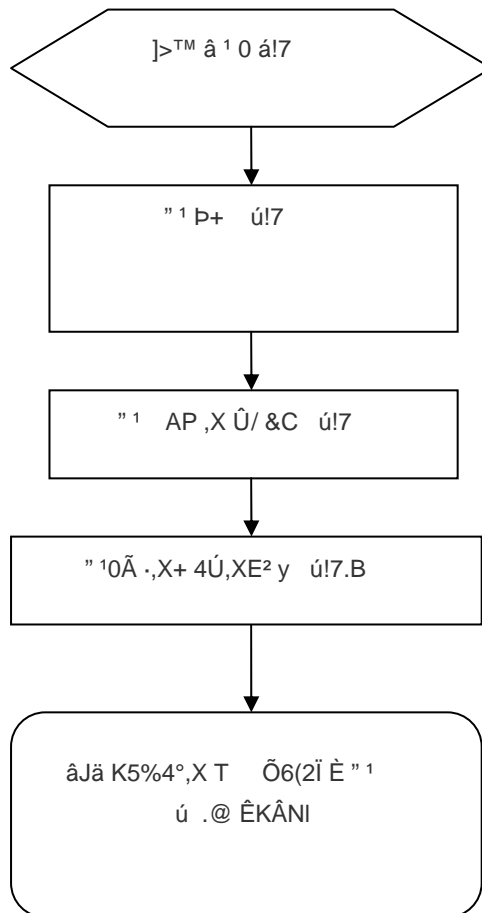 ]>™ â ¹ 0 á!7
” ¹ Þ+ ú!7
” ¹ AP ,X Û/ &C ú!7
” ¹0Ã ·,X+ 4Ú,XE² y ú!7.B
âJä K5%4°,X T Õ6(2Ï È ” ¹
ú .@ ÊKÂNI